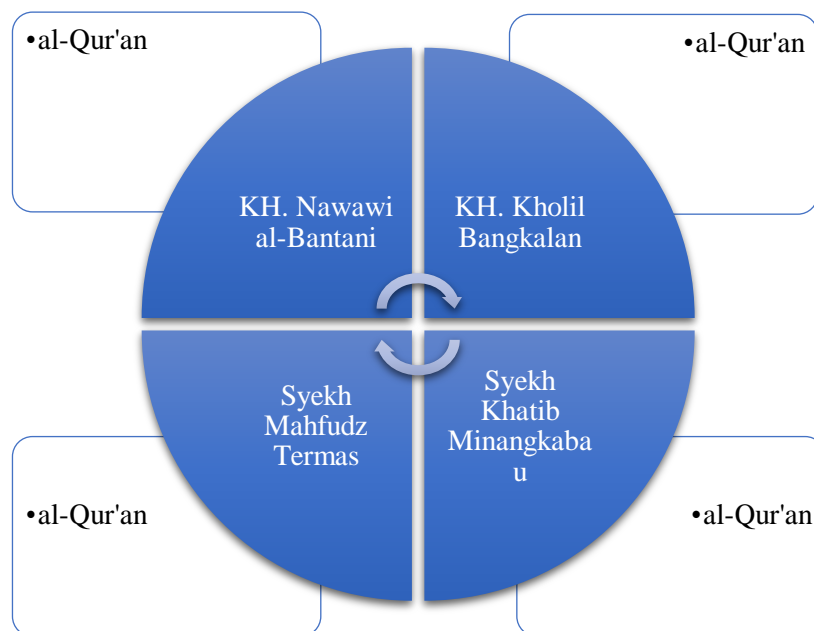 •al-Qur'an
•al-Qur'an
KH. Nawawi
al-Bantani
KH. Kholil
Bangkalan
Syekh
Mahfudz
Termas
Syekh
Khatib
Minangkaba
u
•al-Qur'an
•al-Qur'an